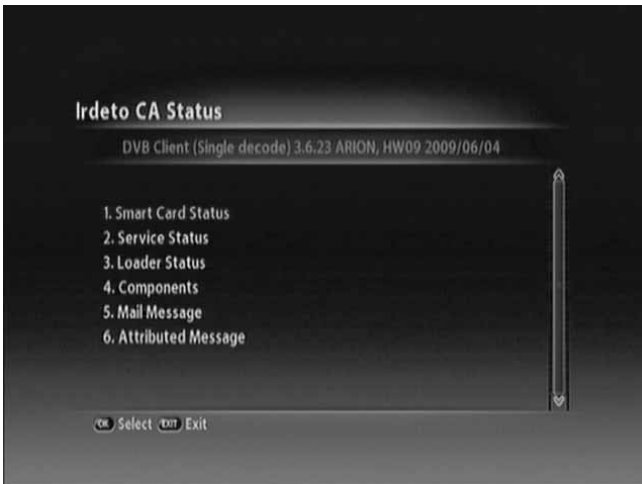 Irdeto CA Status
DVB Client (Single decode) 3.6.23 ARION, HW09 2009/06/04
1. Smart Card Status
2. Service Status
3. Loader Status
4. Components
5. Mail Message
6. Attributed Message
OK Select EXIT Exit